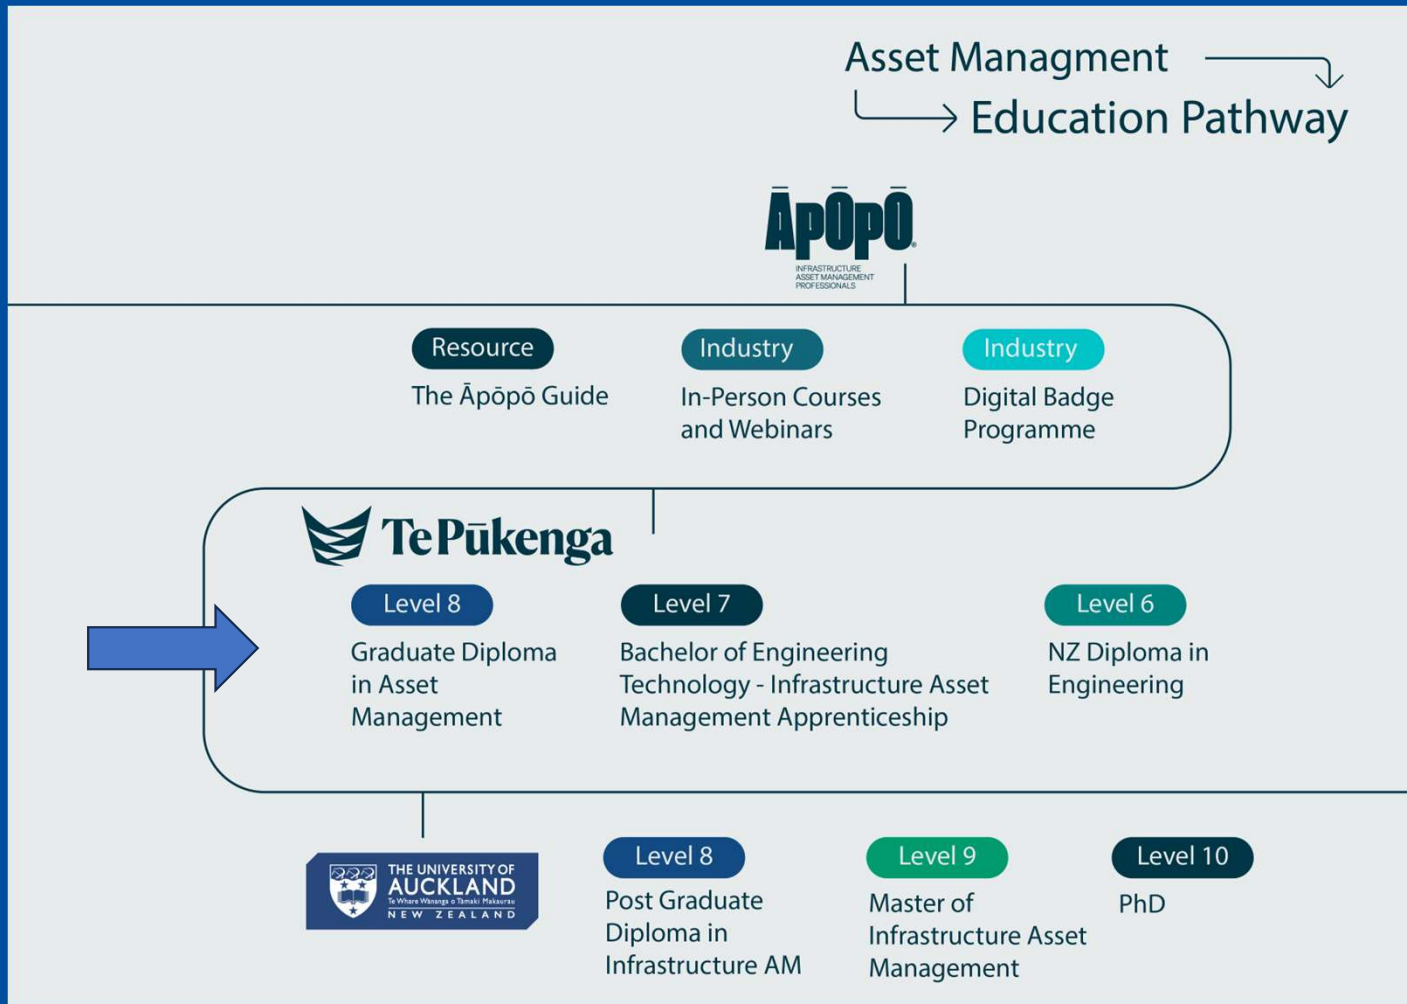 Asset Managment
Education Pathway
Āpōpō®
INFRASTRUCTURE
ASSET MANAGEMENT
PROFESSIONALS
Resource
The Āpōpō Guide
Industry
In-Person Courses
and Webinars
Industry
Digital Badge
Programme
Te Pūkenga
Level 8
Graduate Diploma
in Asset
Management
Level 7
Bachelor of Engineering
Technology - Infrastructure Asset
Management Apprenticeship
Level 6
NZ Diploma in
Engineering
THE UNIVERSITY OF
AUCKLAND
Te Whare Wānanga o Tāmaki Makaurau
NEW ZEALAND
Level 8
Post Graduate
Diploma in
Infrastructure AM
Level 9
Master of
Infrastructure Asset
Management
Level 10
PhD